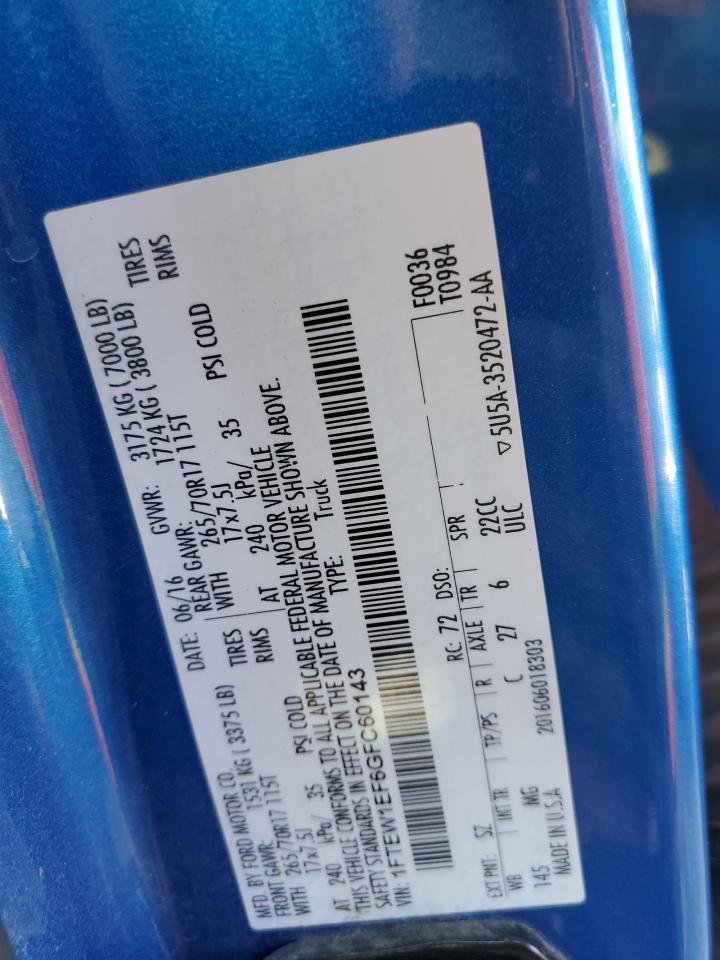 MFD. BY FORD MOTOR CO. DATE: 06/16 GVWR: 3175 KG ( 7000 LB)
FRONT GAWR: 1531 KG ( 3375 LB) REAR GAWR: 1724 KG ( 3800 LB)
WITH 265/70R17 115T TIRES WITH 265/70R17 115T TIRES
17x7.5J RIMS 17x7.5J RIMS
AT 240 kPa/ 35 PSI COLD AT 240 kPa/ 35 PSI COLD
THIS VEHICLE CONFORMS TO ALL APPLICABLE FEDERAL MOTOR VEHICLE
SAFETY STANDARDS IN EFFECT ON THE DATE OF MANUFACTURE SHOWN ABOVE.
VIN: 1FTEW1EF6GFC60143 TYPE: Truck
F0036
T0984
EXT PNT: SZ RC: 72 DSO:
WB INT TR TP/PS R AXLE TR SPR
145 MG C 27 6 22CC
ULC
MADE IN U.S.A 201606018303 ▽ 5U5A-3520472-AA